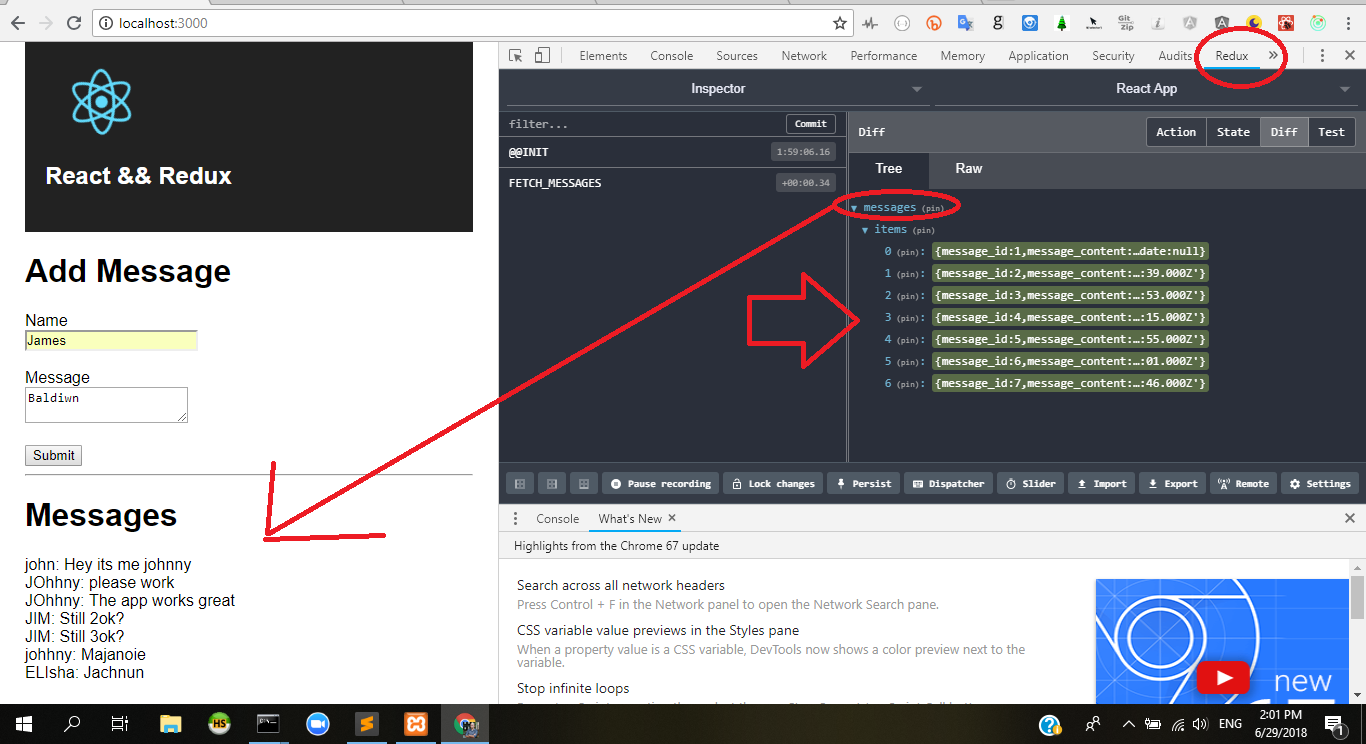 localhost:3000
Git Zip
Elements Console Sources Network Performance Memory Application Security Audits Redux »
React && Redux
Add Message
Name
James
Message
Baldiwn
Submit
Messages
john: Hey its me johnny
JOhhny: please work
JOhhny: The app works great
JIM: Still 2ok?
JIM: Still 3ok?
johhny: Majanoie
ELIsha: Jachnun
Inspector React App
filter... Commit
@@INIT 1:59:06.16
FETCH_MESSAGES +00:00.34
Diff Action State Diff Test
Tree Raw
messages (pin)
items (pin)
0 (pin): {message_id:1,message_content:…date:null}
1 (pin): {message_id:2,message_content:…:39.000Z'}
2 (pin): {message_id:3,message_content:…:53.000Z'}
3 (pin): {message_id:4,message_content:…:15.000Z'}
4 (pin): {message_id:5,message_content:…:55.000Z'}
5 (pin): {message_id:6,message_content:…:01.000Z'}
6 (pin): {message_id:7,message_content:…:46.000Z'}
Pause recording Lock changes Persist Dispatcher Slider Import Export Remote Settings
Console What's New ×
Highlights from the Chrome 67 update
Search across all network headers
Press Control + F in the Network panel to open the Network Search pane.
CSS variable value previews in the Styles pane
When a property value is a CSS variable, DevTools now shows a color preview next to the
variable.
Stop infinite loops
new
HS
ENG
2:01 PM
6/29/2018
1